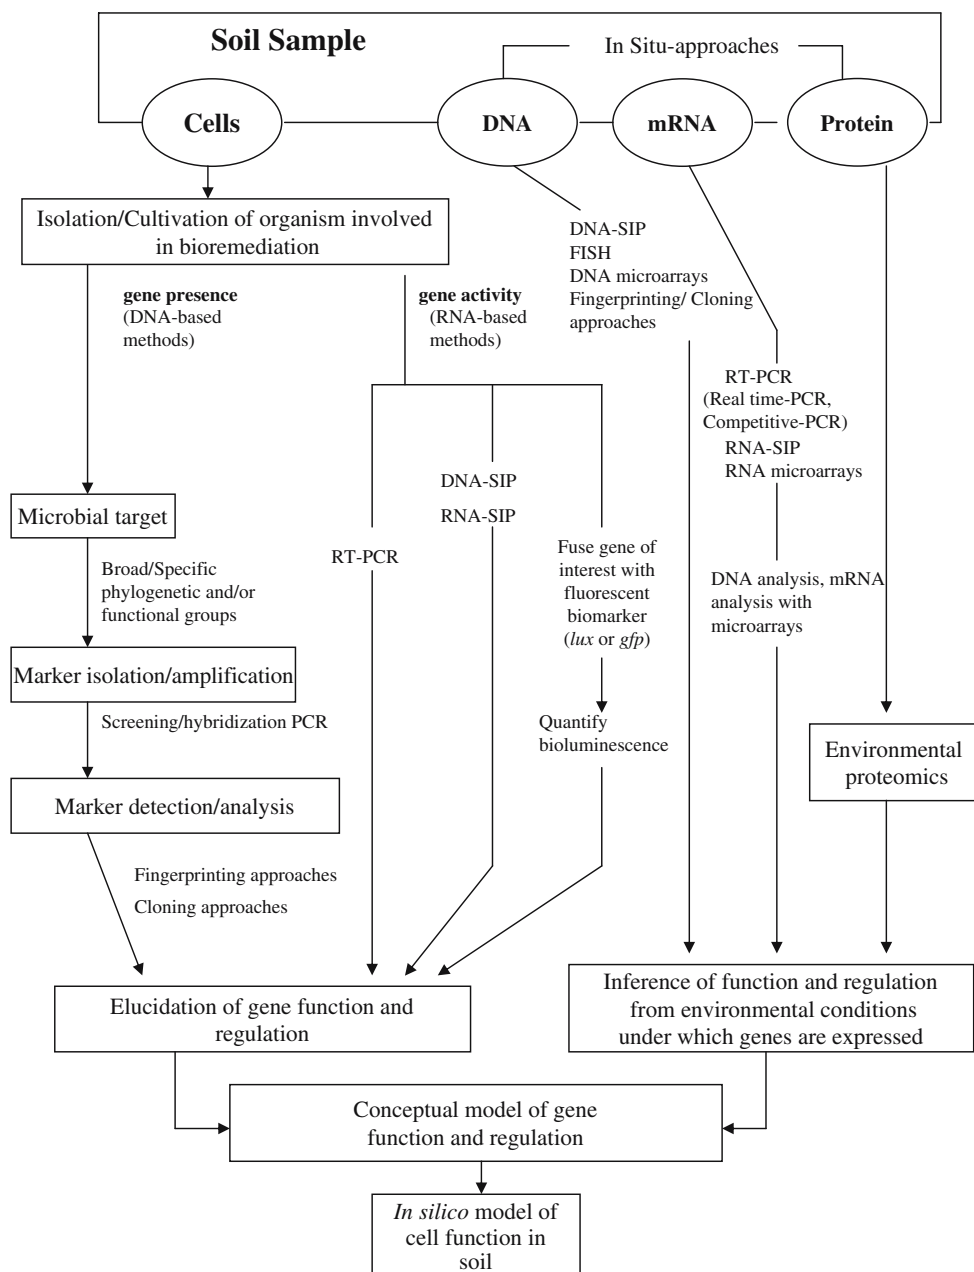 Soil Sample
In Situ-approaches
Cells
DNA
mRNA
Protein
Isolation/Cultivation of organism involved
in bioremediation
gene presence
(DNA-based
methods)
gene activity
(RNA-based
methods)
DNA-SIP
FISH
DNA microarrays
Fingerprinting/ Cloning
approaches
RT-PCR
(Real time-PCR,
Competitive-PCR)
RNA-SIP
RNA microarrays
DNA-SIP
RNA-SIP
Microbial target
RT-PCR
Fuse gene of
interest with
fluorescent
biomarker
(lux or gfp)
Broad/Specific
phylogenetic and/or
functional groups
DNA analysis, mRNA
analysis with
microarrays
Marker isolation/amplification
Screening/hybridization PCR
Quantify
bioluminescence
Environmental
proteomics
Marker detection/analysis
Fingerprinting approaches
Cloning approaches
Elucidation of gene function and
regulation
Inference of function and regulation
from environmental conditions
under which genes are expressed
Conceptual model of gene
function and regulation
In silico model of
cell function in
soil